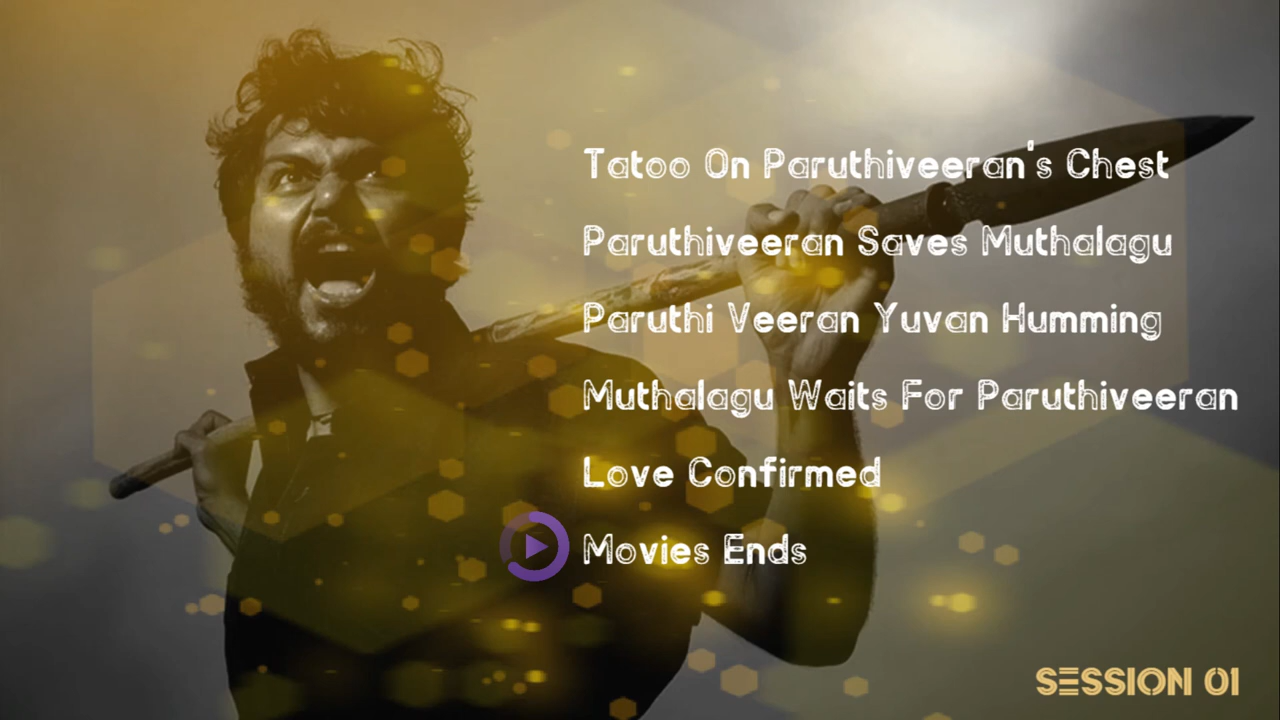 Tatoo On Paruthiveeran's Chest
Paruthiveeran Saves Muthalagu
Paruthi Veeran Yuvan Humming
Muthalagu Waits For Paruthiveeran
Love Confirmed
Movies Ends
SESSION 01